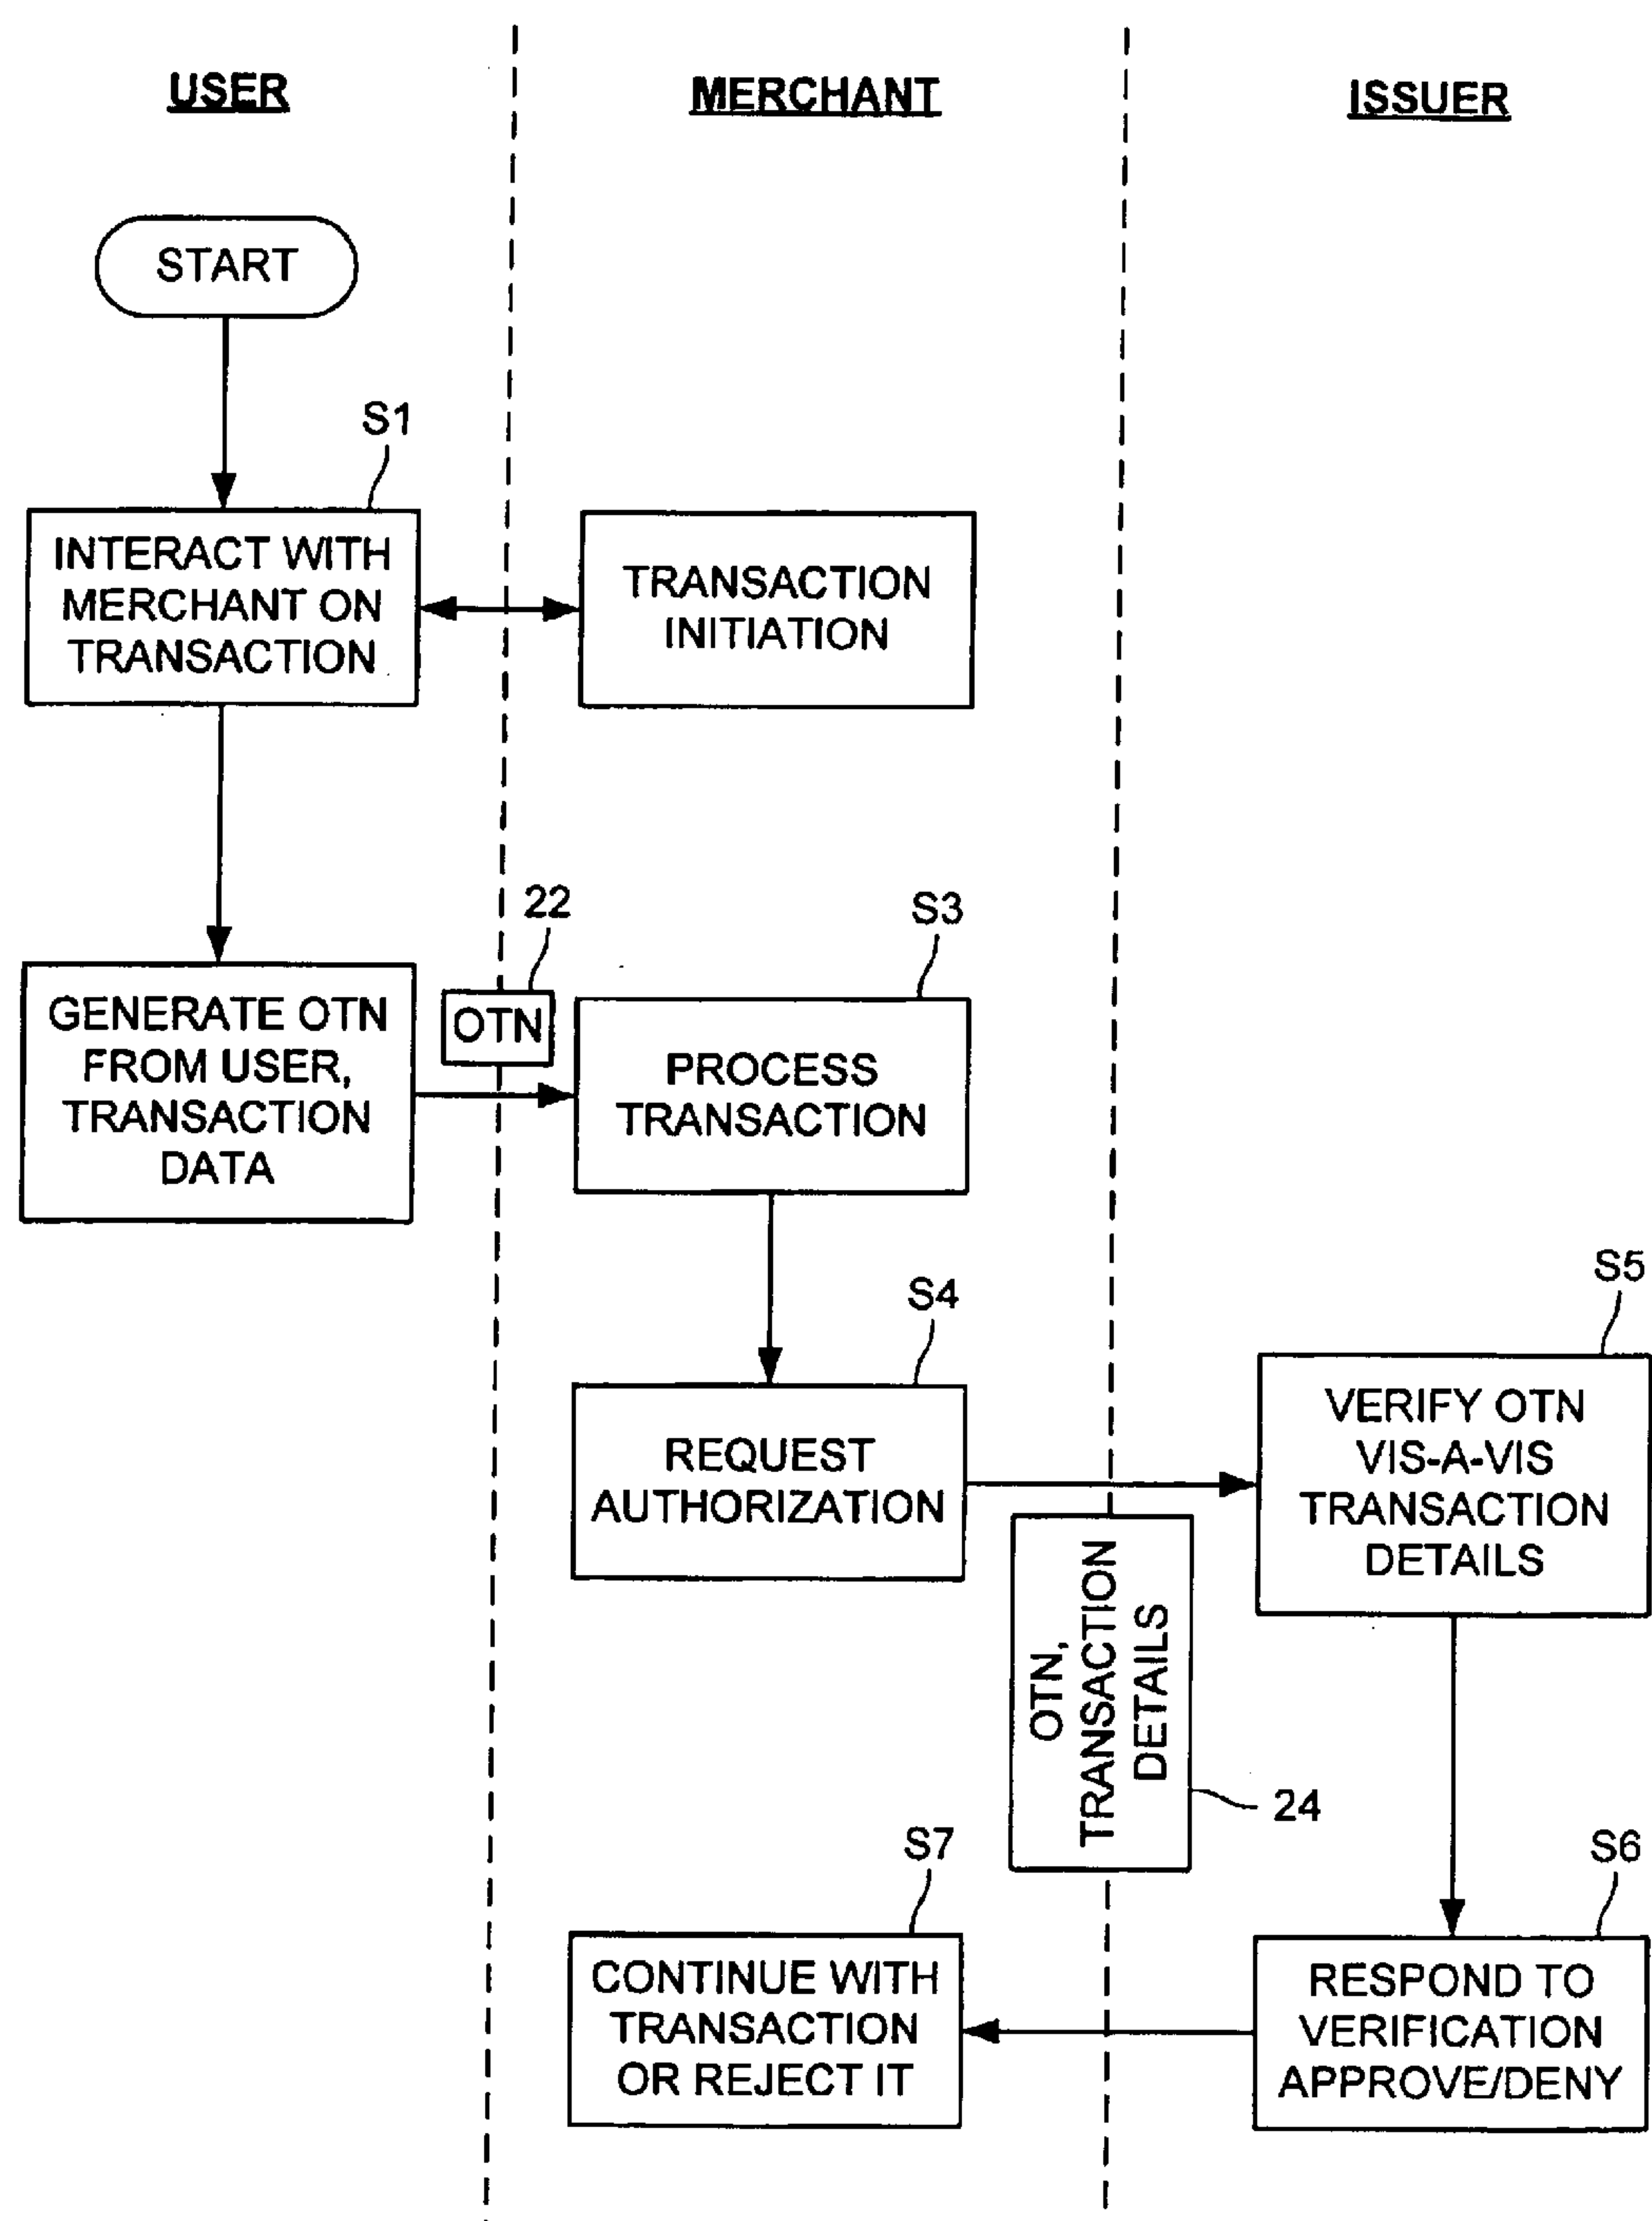 USER
MERCHANT
ISSUER
START
S1
INTERACT WITH
MERCHANT ON
TRANSACTION
TRANSACTION
INITIATION
22
S3
GENERATE OTN
FROM USER,
TRANSACTION
DATA
OTN
PROCESS
TRANSACTION
S4
S5
REQUEST
AUTHORIZATION
VERIFY OTN
VIS-A-VIS
TRANSACTION
DETAILS
OTN,
TRANSACTION
DETAILS
24
S7
S6
CONTINUE WITH
TRANSACTION
OR REJECT IT
RESPOND TO
VERIFICATION
APPROVE/DENY